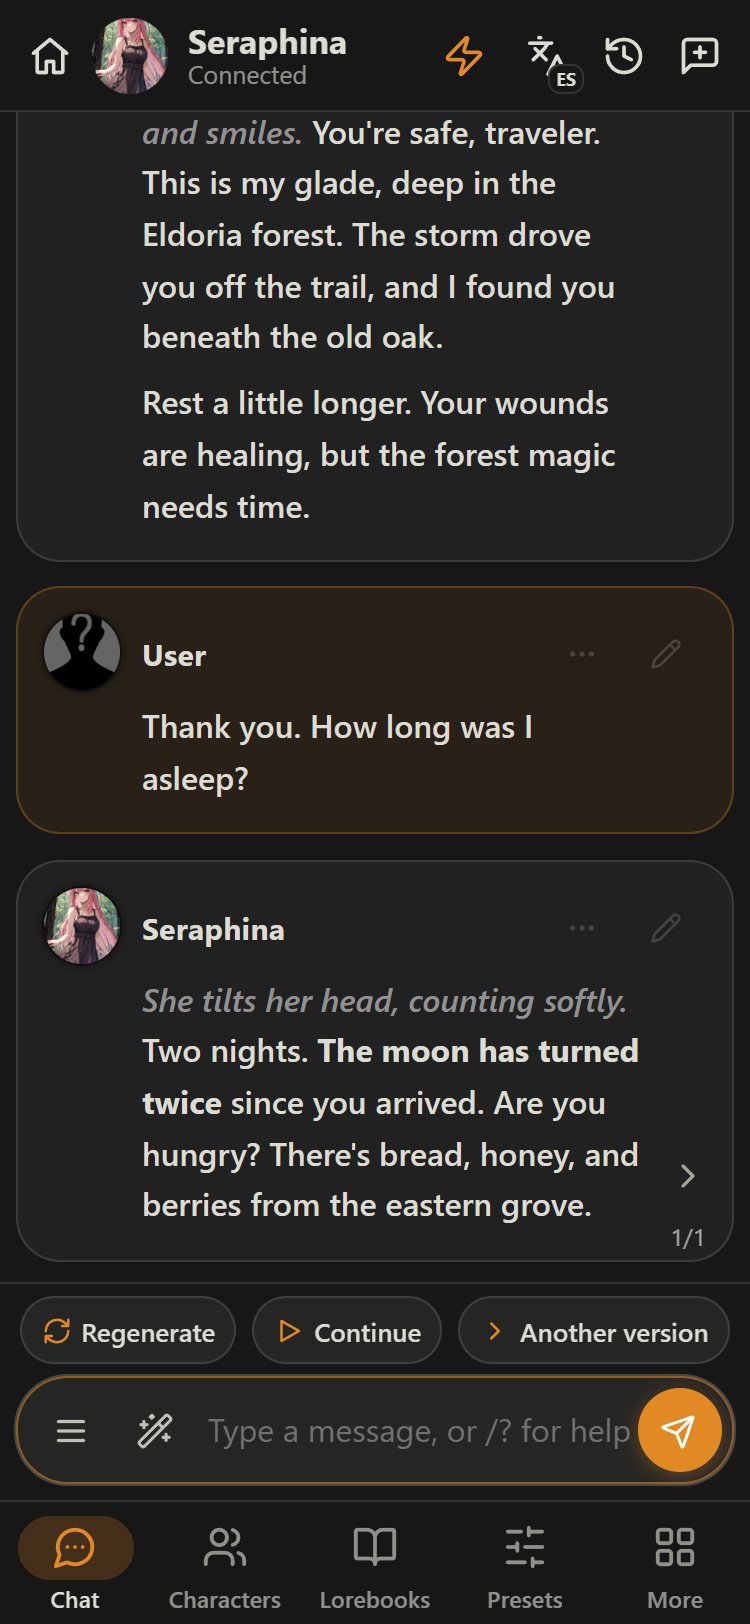 Seraphina
Connected
ES
and smiles. You're safe, traveler.
This is my glade, deep in the
Eldoria forest. The storm drove
you off the trail, and I found you
beneath the old oak.
Rest a little longer. Your wounds
are healing, but the forest magic
needs time.
User
Thank you. How long was I
asleep?
Seraphina
She tilts her head, counting softly.
Two nights. The moon has turned
twice since you arrived. Are you
hungry? There's bread, honey, and
berries from the eastern grove.
1/1
Regenerate
Continue
Another version
Type a message, or /? for help
Chat
Characters
Lorebooks
Presets
More